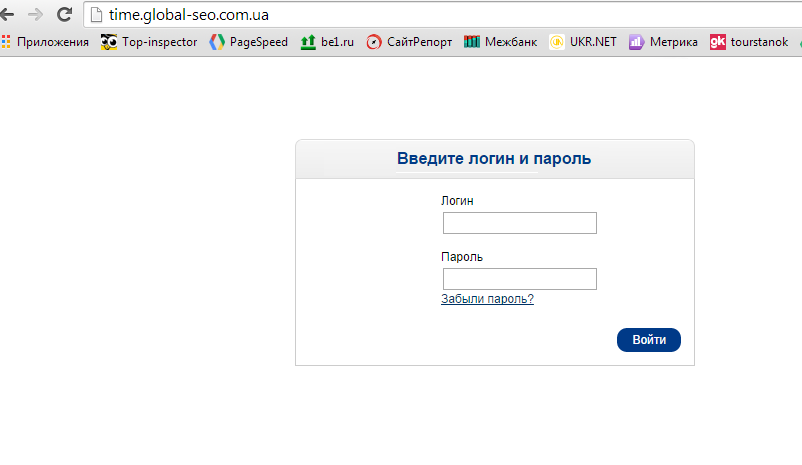 time.global-seo.com.ua
Приложения Top-inspector PageSpeed be1.ru СайтРепорт Межбанк UKR.NET Метрика gk tourstanok
Введите логин и пароль
Логин
Пароль
Забыли пароль?
Войти